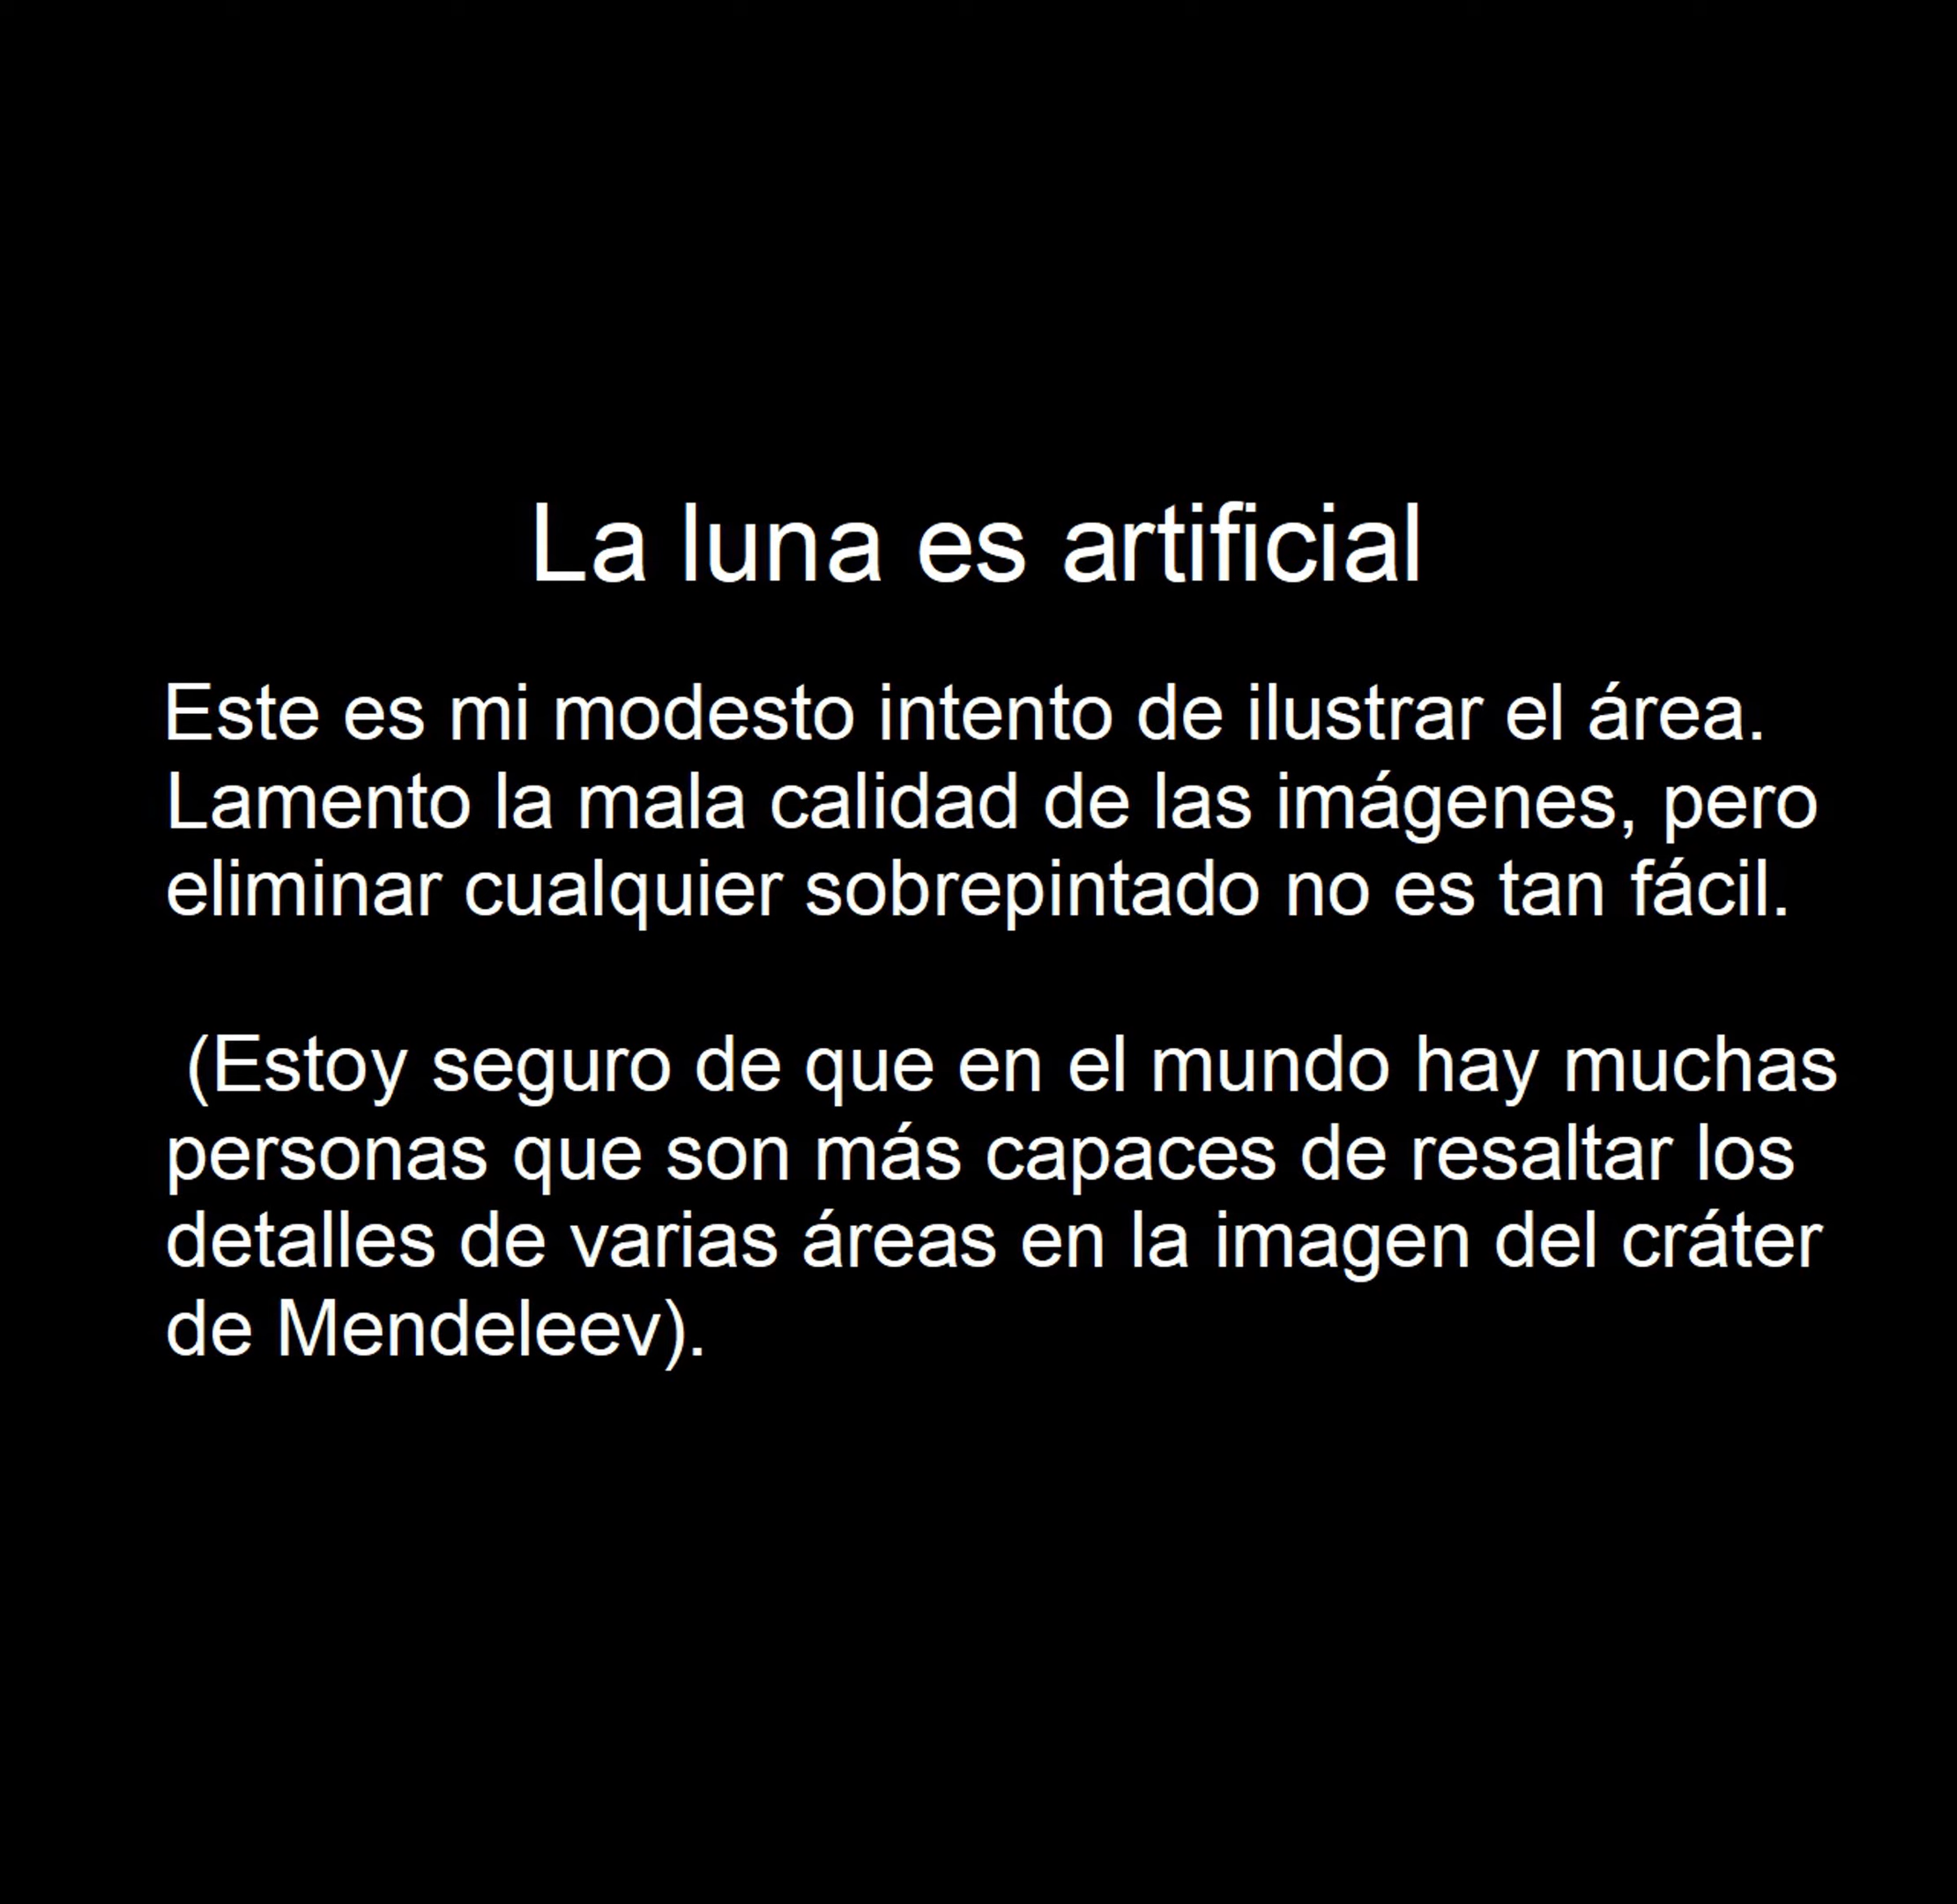 La luna es artificial
Este es mi modesto intento de ilustrar el área.
Lamento la mala calidad de las imágenes, pero
eliminar cualquier sobrepintado no es tan fácil.
(Estoy seguro de que en el mundo hay muchas
personas que son más capaces de resaltar los
detalles de varias áreas en la imagen del cráter
de Mendeleev).